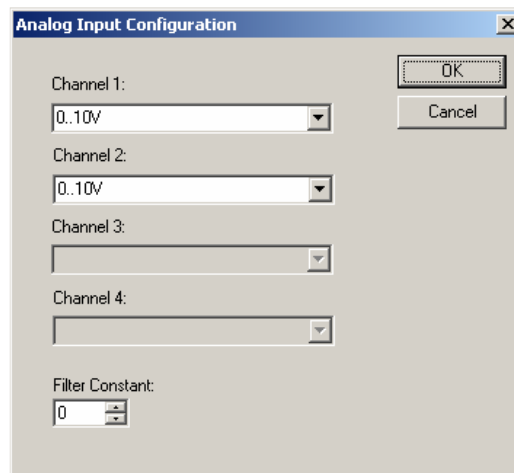 Analog Input Configuration
Channel 1:
0..10V
Channel 2:
0..10V
Channel 3:
Channel 4:
Filter Constant:
0
OK
Cancel